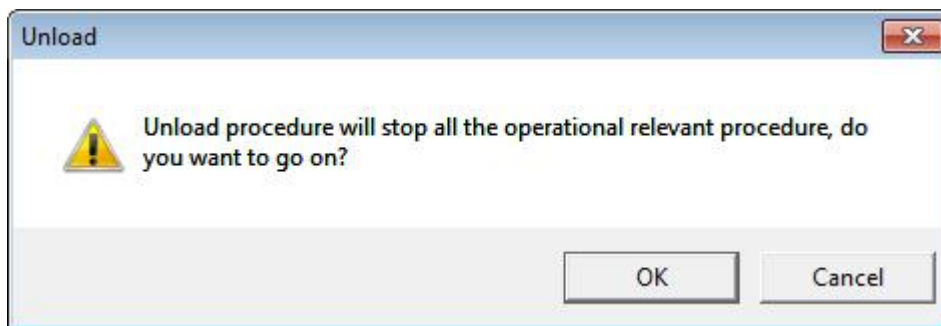 Unload
Unload procedure will stop all the operational relevant procedure, do
you want to go on?
OK
Cancel